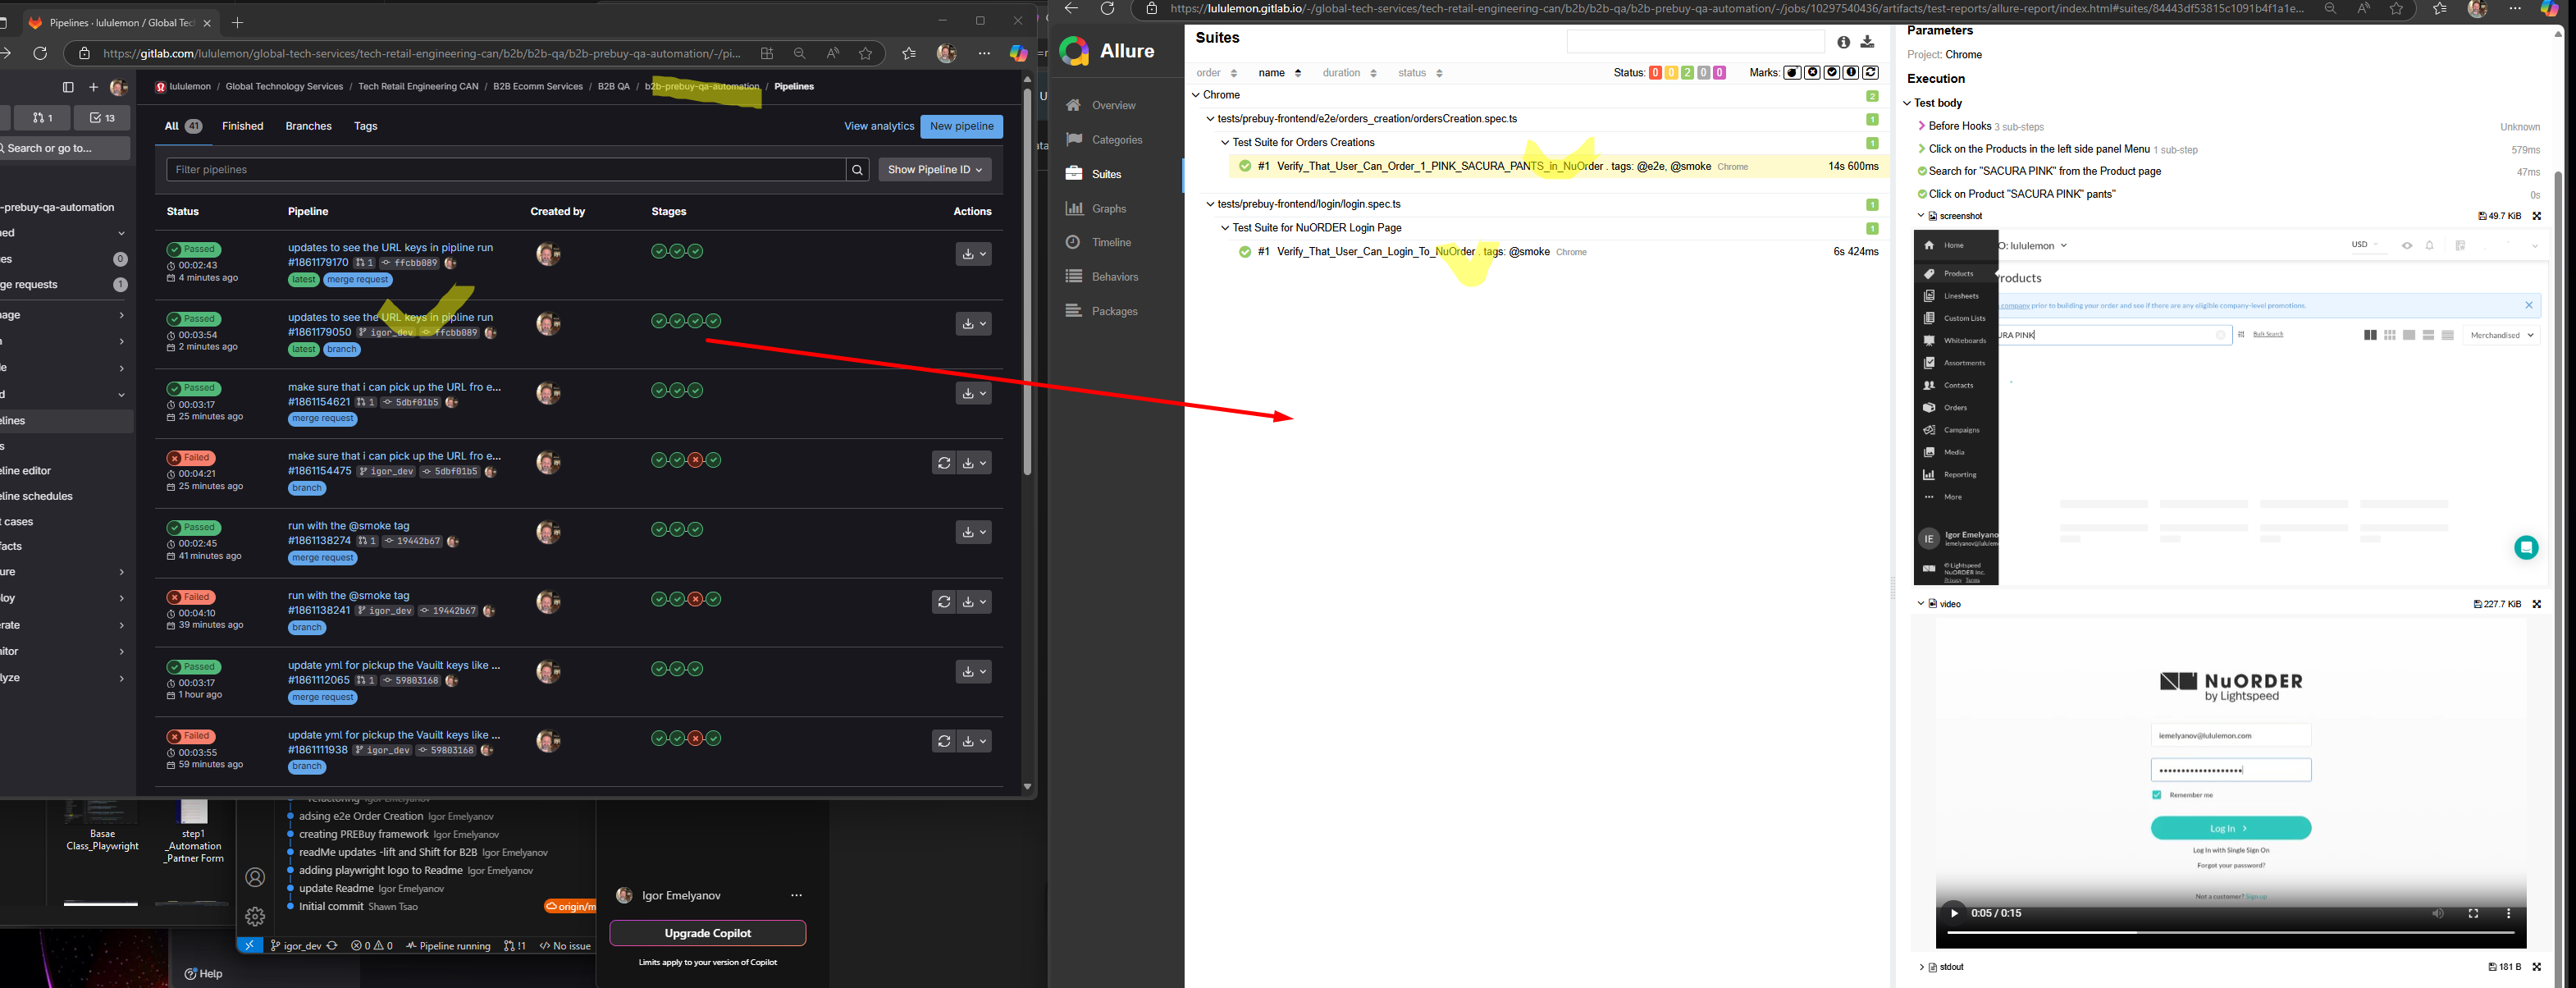 Pipelines - lululemon / Global Tec
https://gitlab.com/lululemon/global-tech-services/tech-retail-engineering-can/b2b/b2b-qa/b2b-prebuy-qa-automation/-/pi...
1
13
Search or go to...
-prebuy-qa-automation
ned
es 0
ge requests 1
nage
n
de
d
elines
s
eline editor
eline schedules
t cases
facts
ure
loy
erate
nitor
lyze
Help
lululemon / Global Technology Services / Tech Retail Engineering CAN / B2B Ecomm Services / B2B QA / b2b-prebuy-qa-automation / Pipelines
All 41 Finished Branches Tags View analytics New pipeline
Filter pipelines Show Pipeline ID
Status Pipeline Created by Stages Actions
Passed
00:02:43
4 minutes ago
updates to see the URL keys in pipline run
#1861179170 1 ffcbb089
latest merge request
Passed
00:03:54
2 minutes ago
updates to see the URL keys in pipline run
#1861179050 igor_dev ffcbb089
latest branch
Passed
00:03:17
25 minutes ago
make sure that i can pick up the URL fro e...
#1861154621 1 5dbf01b5
merge request
Failed
00:04:21
25 minutes ago
make sure that i can pick up the URL fro e...
#1861154475 igor_dev 5dbf01b5
branch
Passed
00:02:45
41 minutes ago
run with the @smoke tag
#1861138274 1 19442b67
merge request
Failed
00:04:10
39 minutes ago
run with the @smoke tag
#1861138241 igor_dev 19442b67
branch
Passed
00:03:17
1 hour ago
update yml for pickup the Vauilt keys like ...
#1861112065 1 59803168
merge request
Failed
00:03:55
59 minutes ago
update yml for pickup the Vauilt keys like ...
#1861111938 igor_dev 59803168
branch
Basae
Class_Playwright
step1
_Automation
_Partner Form
refactoring Igor Emelyanov
adsing e2e Order Creation Igor Emelyanov
creating PREBuy framework Igor Emelyanov
readMe updates -lift and Shift for B2B Igor Emelyanov
adding playwright logo to Readme Igor Emelyanov
update Readme Igor Emelyanov
Initial commit Shawn Tsao origin/m
igor_dev 0 0 Pipeline running !1 No issue
Igor Emelyanov
Upgrade Copilot
Limits apply to your version of Copilot
https://lululemon.gitlab.io/-/global-tech-services/tech-retail-engineering-can/b2b/b2b-qa/b2b-prebuy-qa-automation/-/jobs/10297540436/artifacts/test-reports/allure-report/index.html#suites/84443df53815c1091b4f1a1e...
Allure
Overview
Categories
Suites
Graphs
Timeline
Behaviors
Packages
Suites
order name duration status Status: 0 0 2 0 0 Marks:
Chrome 2
tests/prebuy-frontend/e2e/orders_creation/ordersCreation.spec.ts 1
Test Suite for Orders Creations 1
#1 Verify_That_User_Can_Order_1_PINK_SACURA_PANTS_in_NuOrder . tags: @e2e, @smoke Chrome 14s 600ms
tests/prebuy-frontend/login/login.spec.ts 1
Test Suite for NuORDER Login Page 1
#1 Verify_That_User_Can_Login_To_NuOrder . tags: @smoke Chrome 6s 424ms
Parameters
Project: Chrome
Execution
Test body
Before Hooks 3 sub-steps Unknown
Click on the Products in the left side panel Menu 1 sub-step 579ms
Search for "SACURA PINK" from the Product page 47ms
Click on Product "SACURA PINK" pants" 0s
screenshot 49.7 KiB
Home
Products
Linesheets
Custom Lists
Whiteboards
Assortments
Contacts
Orders
Campaigns
Media
Reporting
More
IE Igor Emelyano
iemelyanov@lululem
© Lightspeed
NuORDER Inc.
Privacy Terms
O: lululemon USD
Products
company prior to building your order and see if there are any eligible company-level promotions.
URA PINK Bulk Search Merchandised
video 227.7 KiB
NuORDER
by Lightspeed
iemelyanov@lululemon.com
Remember me
Log In
Log In with Single Sign On
Forgot your password?
Not a customer? Signup
0:05 / 0:15
stdout 181 B